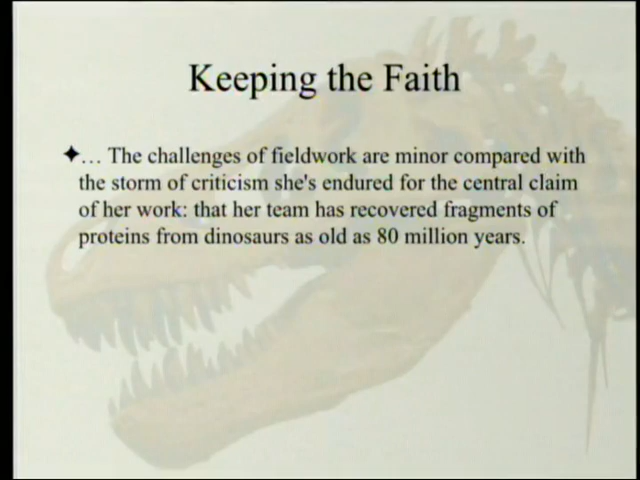 Keeping the Faith
✦… The challenges of fieldwork are minor compared with
the storm of criticism she's endured for the central claim
of her work: that her team has recovered fragments of
proteins from dinosaurs as old as 80 million years.